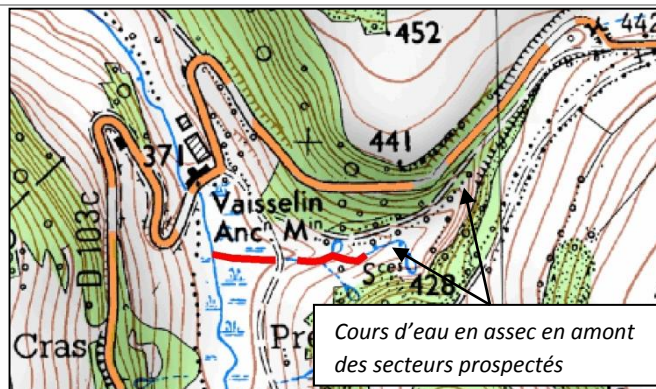 452
442
441
371
D 103c
Vaisselin
Anc^n M^in
S^ces
428
Cras
Pré
Cours d’eau en assec en amont
des secteurs prospectés